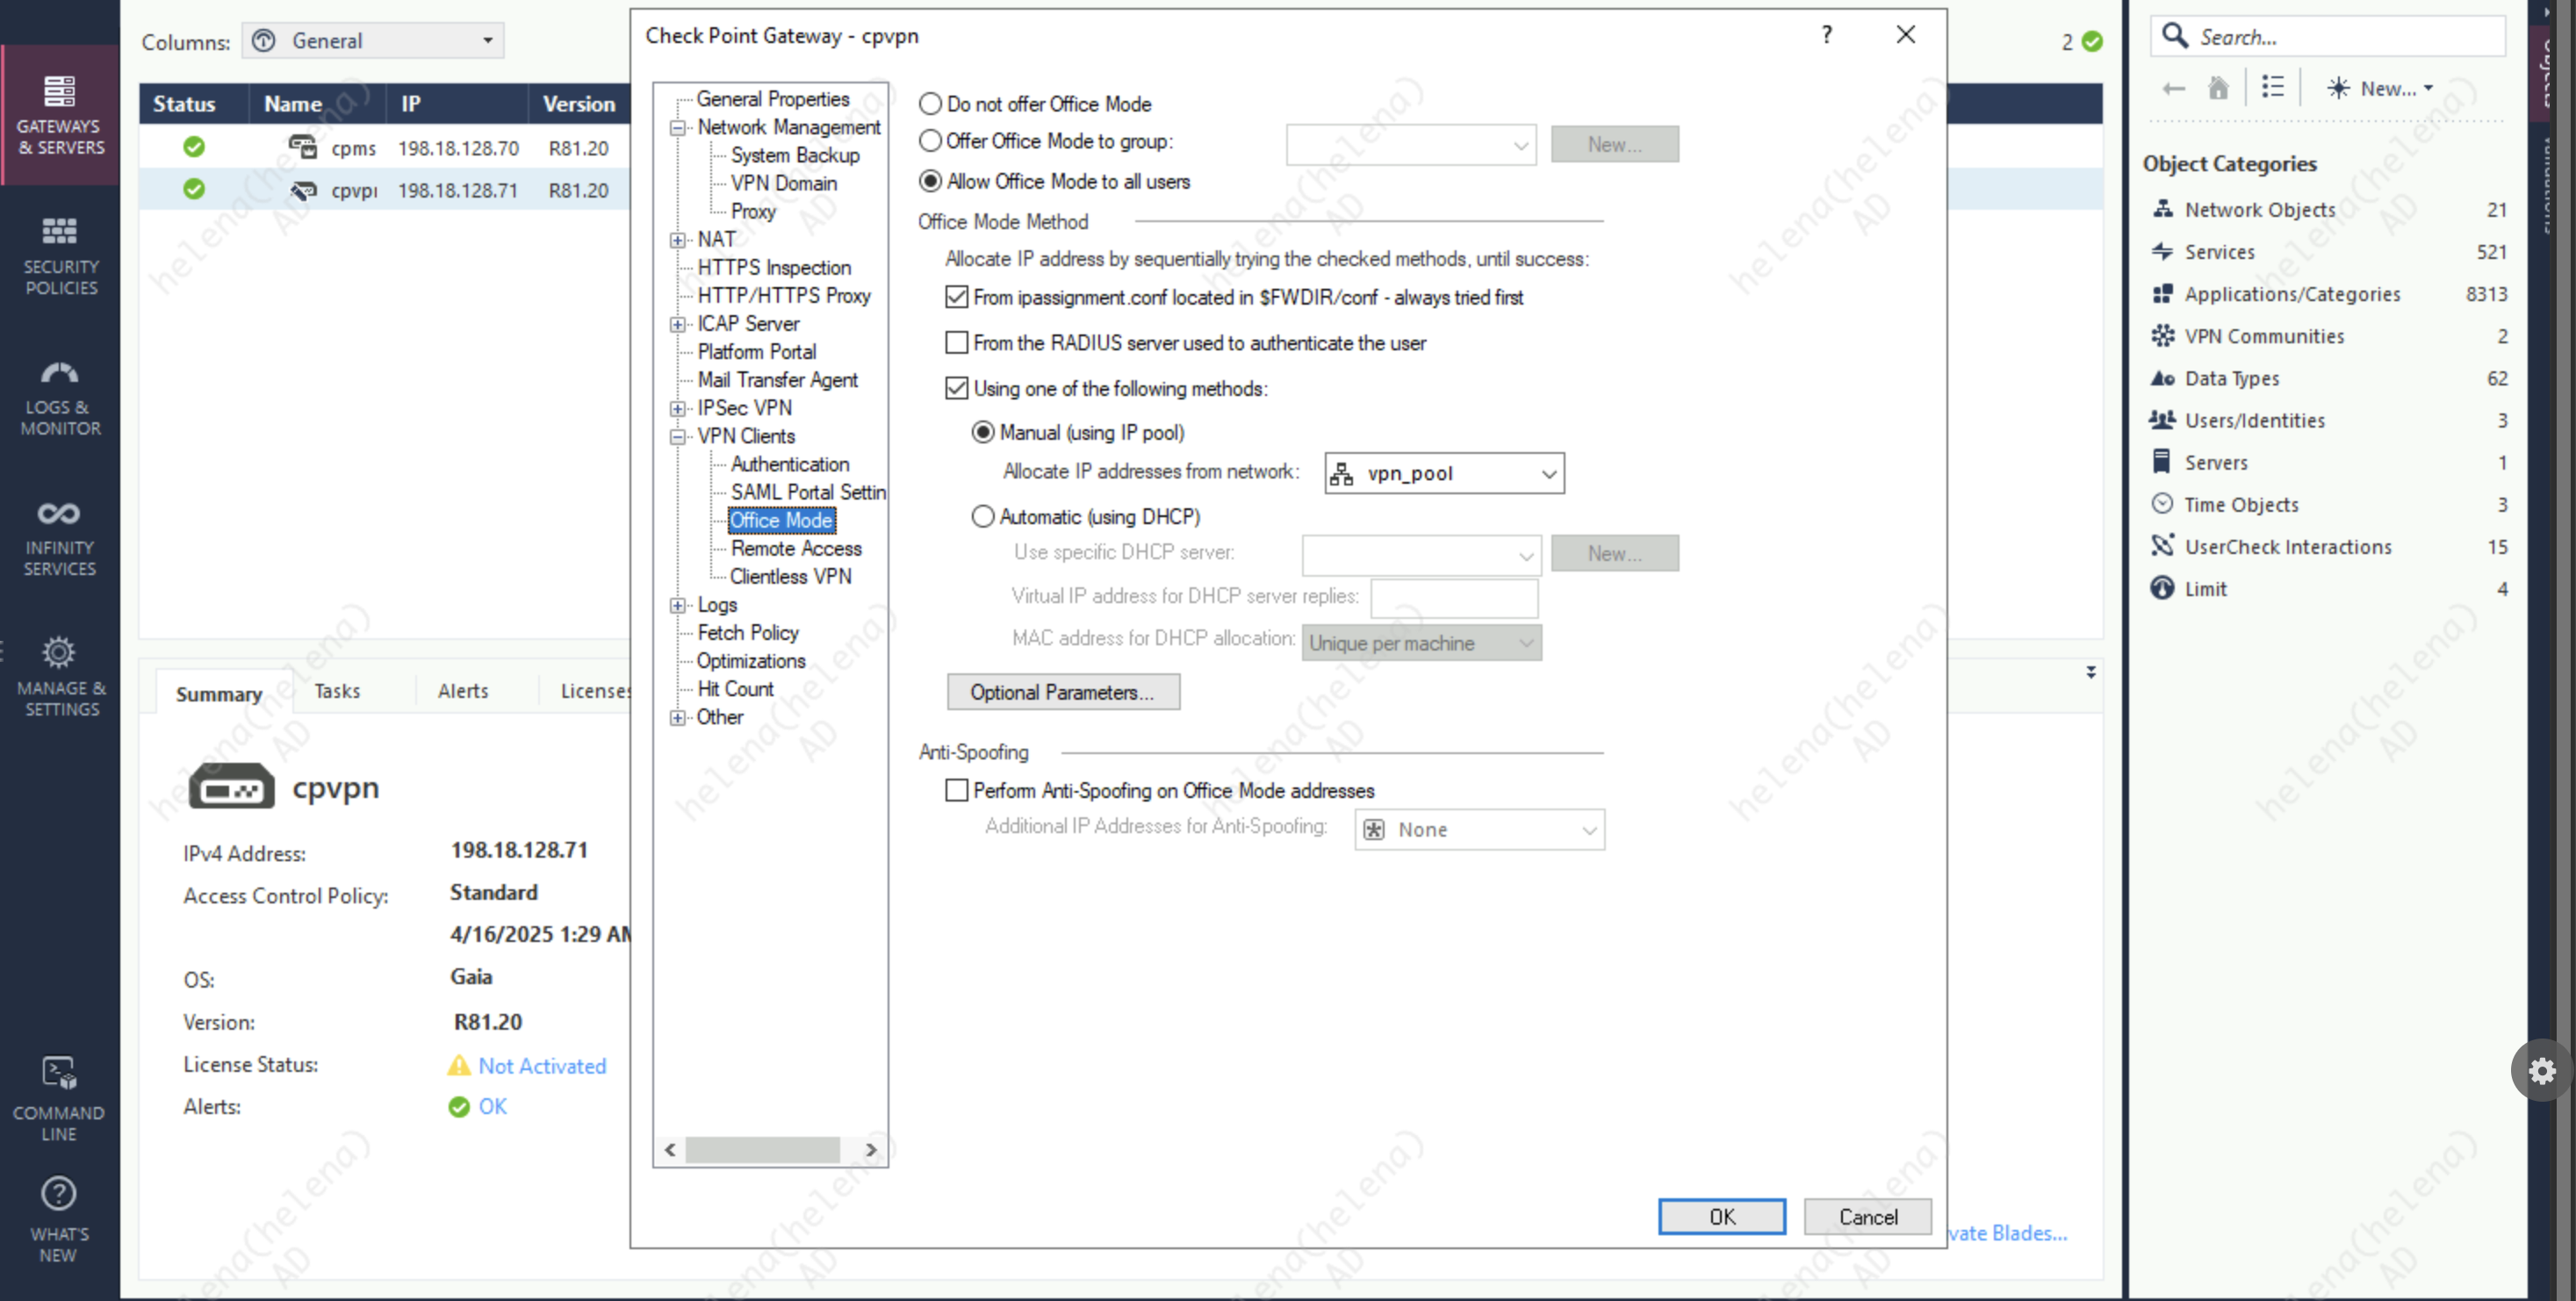 GATEWAYS
& SERVERS
SECURITY
POLICIES
LOGS &
MONITOR
INFINITY
SERVICES
MANAGE &
SETTINGS
COMMAND
LINE
WHAT'S
NEW
Columns:
General
2
Status Name IP Version
cpms 198.18.128.70 R81.20
198.18.128.71 R81.20
Summary Tasks Alerts Licenses
cpvpn
IPv4 Address: 198.18.128.71
Access Control Policy: Standard
4/16/2025 1:29 AM
OS: Gaia
Version: R81.20
License Status: Not Activated
Alerts: OK
Check Point Gateway - cpvpn
?
General Properties
Network Management
System Backup
VPN Domain
Proxy
NAT
HTTPS Inspection
HTTP/HTTPS Proxy
ICAP Server
Platform Portal
Mail Transfer Agent
IPSec VPN
VPN Clients
Authentication
SAML Portal Settin
Office Mode
Remote Access
Clientless VPN
Logs
Fetch Policy
Optimizations
Hit Count
Other
Do not offer Office Mode
Offer Office Mode to group: New...
Allow Office Mode to all users
Office Mode Method
Allocate IP address by sequentially trying the checked methods, until success:
From ipassignment.conf located in $FWDIR/conf - always tried first
From the RADIUS server used to authenticate the user
Using one of the following methods:
Manual (using IP pool)
Allocate IP addresses from network: vpn_pool
Automatic (using DHCP)
Use specific DHCP server: New...
Virtual IP address for DHCP server replies:
MAC address for DHCP allocation: Unique per machine
Optional Parameters...
Anti-Spoofing
Perform Anti-Spoofing on Office Mode addresses
Additional IP Addresses for Anti-Spoofing: None
OK Cancel
vate Blades...
Search...
New...
Object Categories
Network Objects 21
Services 521
Applications/Categories 8313
VPN Communities 2
Data Types 62
Users/Identities 3
Servers 1
Time Objects 3
UserCheck Interactions 15
Limit 4
helena(helena)
AD